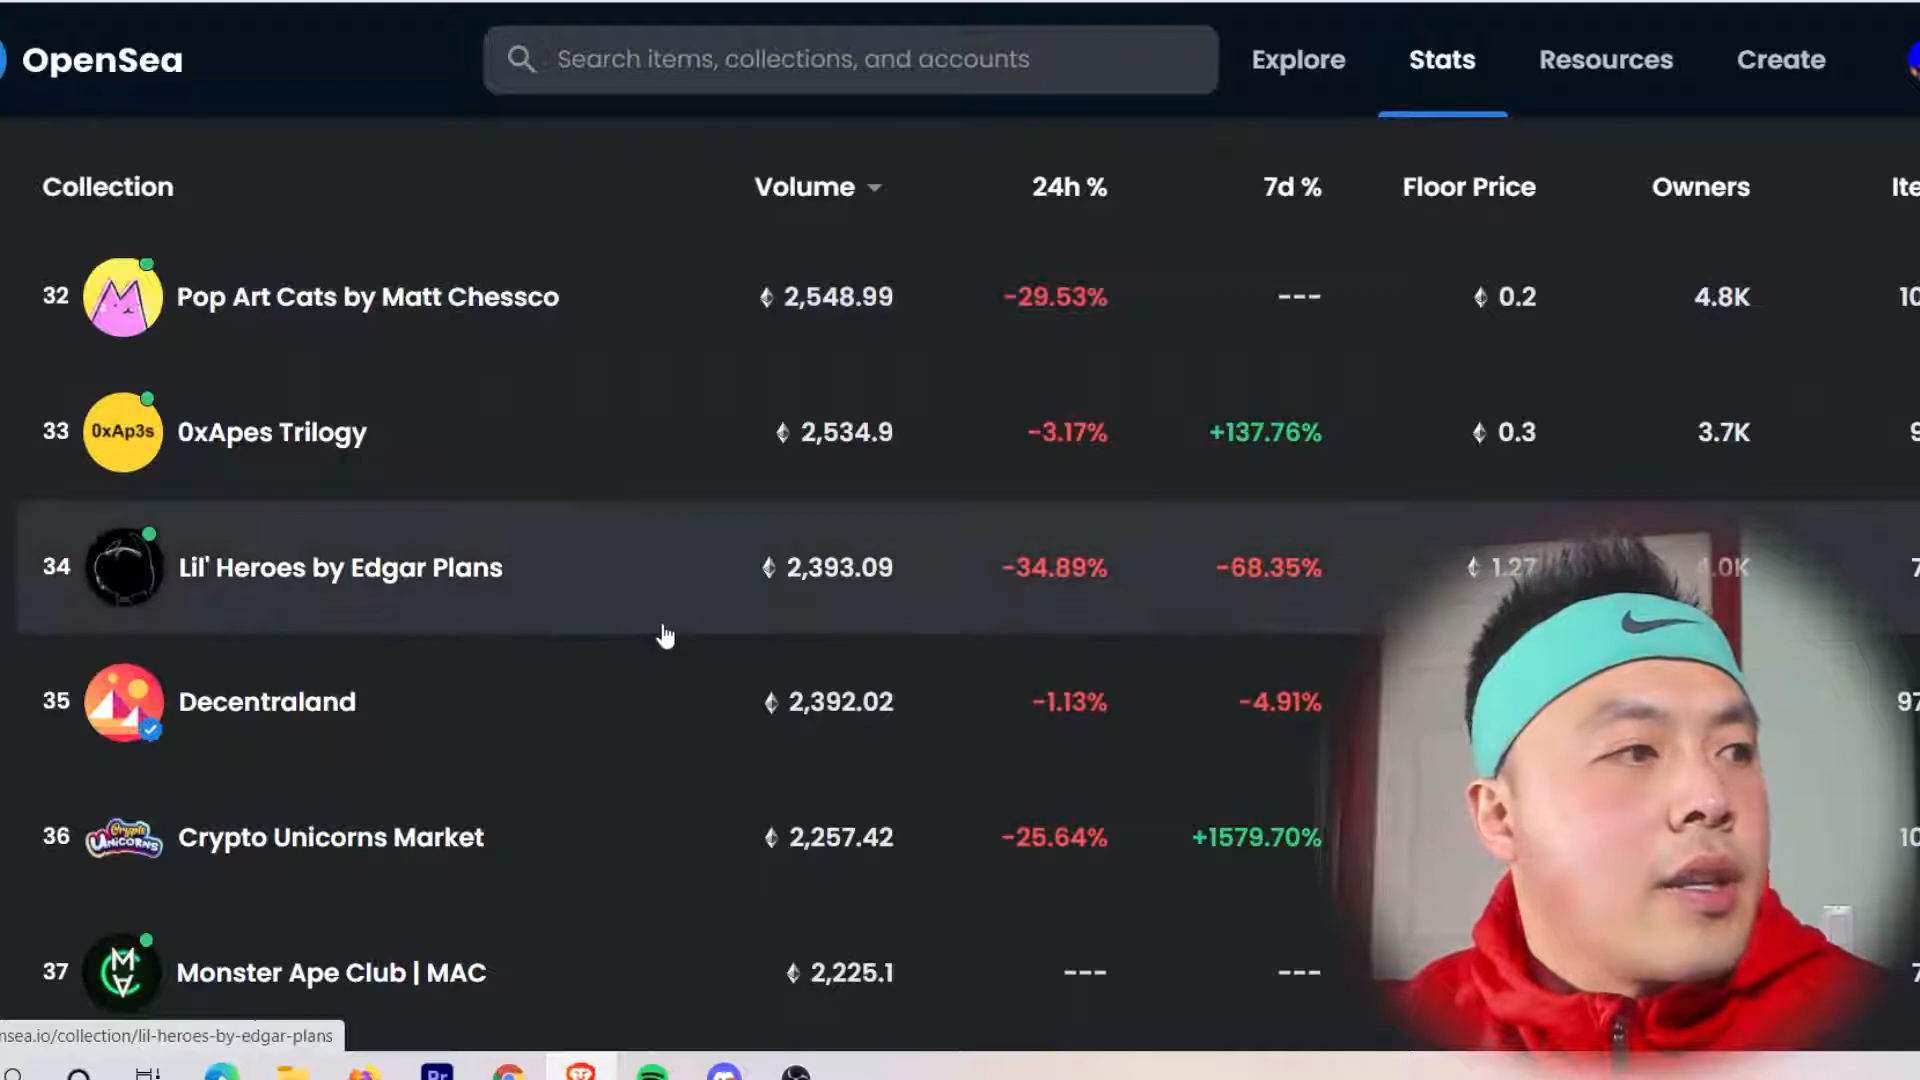 OpenSea Search items, collections, and accounts Explore Stats Resources Create
Collection Volume 24h % 7d % Floor Price Owners
32 Pop Art Cats by Matt Chessco 2,548.99 -29.53% --- 0.2 4.8K
33 0xAp3s 0xApes Trilogy 2,534.9 -3.17% +137.76% 0.3 3.7K
34 Lil' Heroes by Edgar Plans 2,393.09 -34.89% -68.35% 1.27
35 Decentraland 2,392.02 -1.13% -4.91%
36 Crypto Unicorns Crypto Unicorns Market 2,257.42 -25.64% +1579.70%
37 Monster Ape Club | MAC 2,225.1 --- ---
nsea.io/collection/lil-heroes-by-edgar-plans
Pr